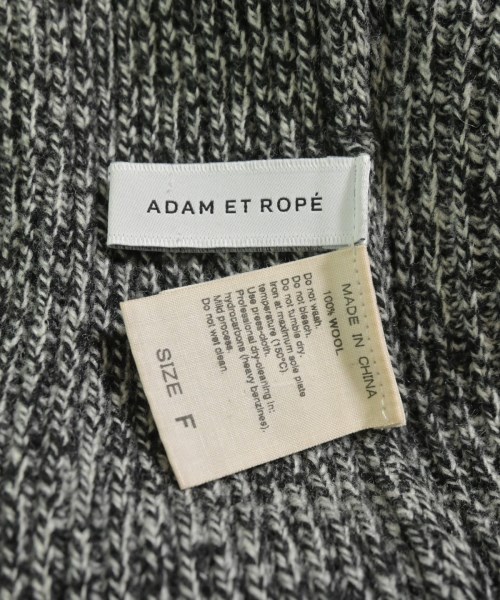 ADAM ET ROPÉ
MADE IN CHINA
100% WOOL
Do not wash.
Do not bleach.
Do not tumble dry.
Iron at maximum sole plate
temperature (150°C).
Use press-cloth.
Professional dry-cleaning in:
hydrocarbons (heavy benzines).
Mild process.
Do not wet clean.
SIZE F